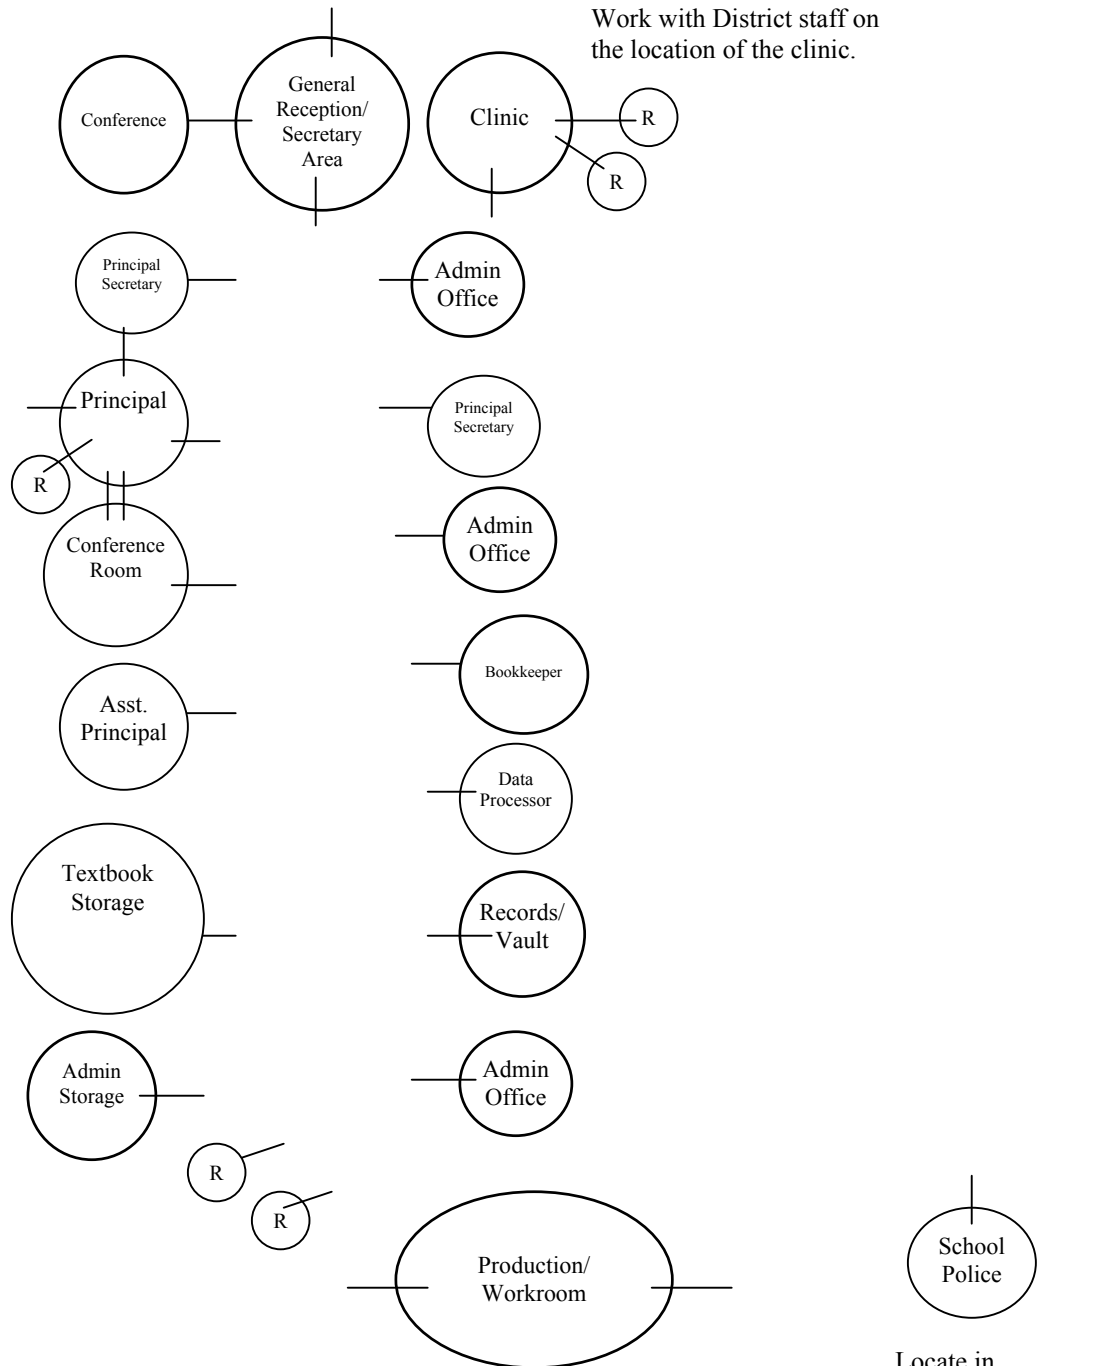 Work with District staff on
the location of the clinic.
Conference
General
Reception/
Secretary
Area
Clinic
R
R
Principal
Secretary
Admin
Office
Principal
R
Principal
Secretary
Conference
Room
Admin
Office
Asst.
Principal
Bookkeeper
Data
Processor
Textbook
Storage
Records/
Vault
Admin
Storage
Admin
Office
R
R
Production/
Workroom
School
Police
Locate in